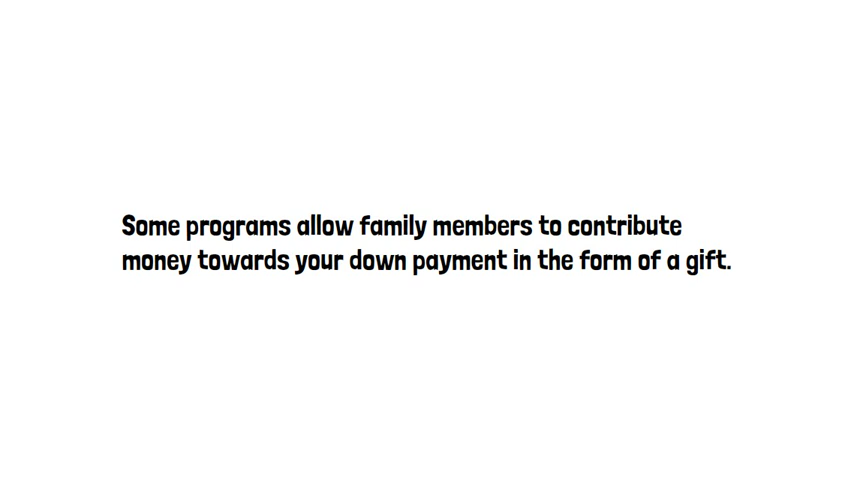 Some programs allow family members to contribute
money towards your down payment in the form of a gift.